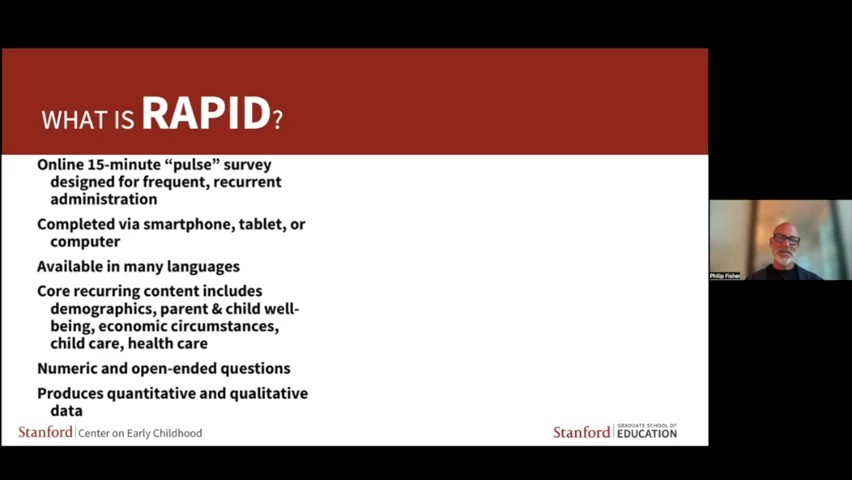 WHAT IS RAPID?
Online 15-minute “pulse” survey
designed for frequent, recurrent
administration
Completed via smartphone, tablet, or
computer
Available in many languages
Core recurring content includes
demographics, parent & child well-
being, economic circumstances,
child care, health care
Numeric and open-ended questions
Produces quantitative and qualitative
data
Stanford | Center on Early Childhood
Stanford | GRADUATE SCHOOL OF
EDUCATION
Philip Fisher